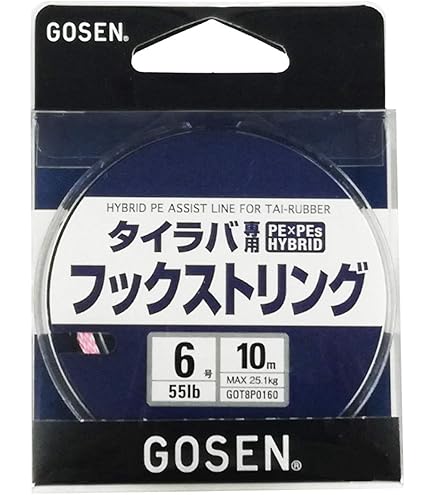 GOSEN®
HYBRID PE ASSIST LINE FOR TAI-RUBBER
タイラバ専用 PE×PEs HYBRID
フックストリング
6号 10m
55lb MAX 25.1kg
GOT8P0160
GOSEN®